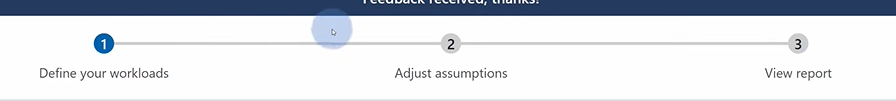 Feedback received, thanks!
1
2
3
Define your workloads
Adjust assumptions
View report